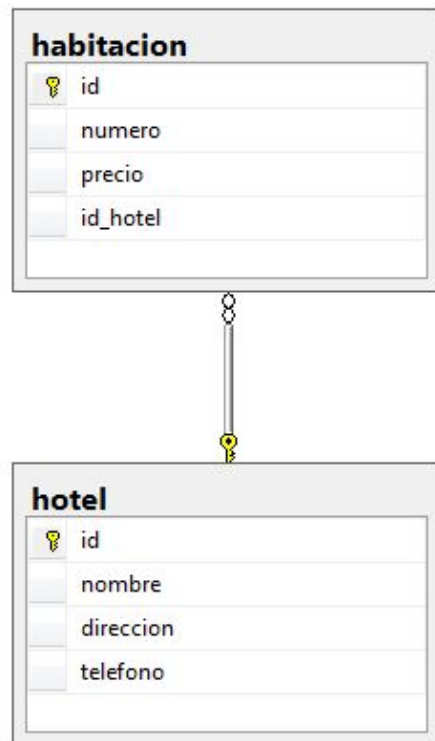 habitacion
id
numero
precio
id_hotel
hotel
id
nombre
direccion
telefono